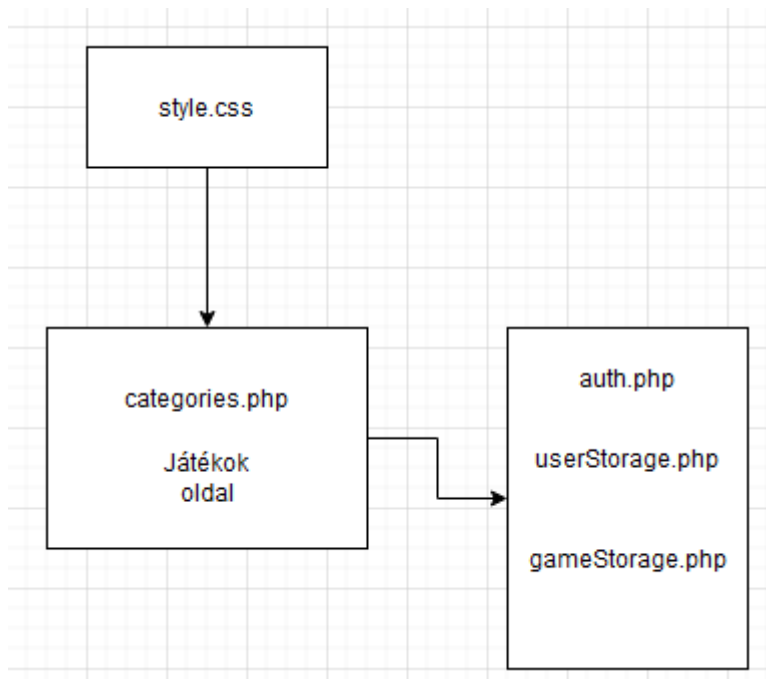 style.css
categories.php
Játékok
oldal
auth.php
userStorage.php
gameStorage.php